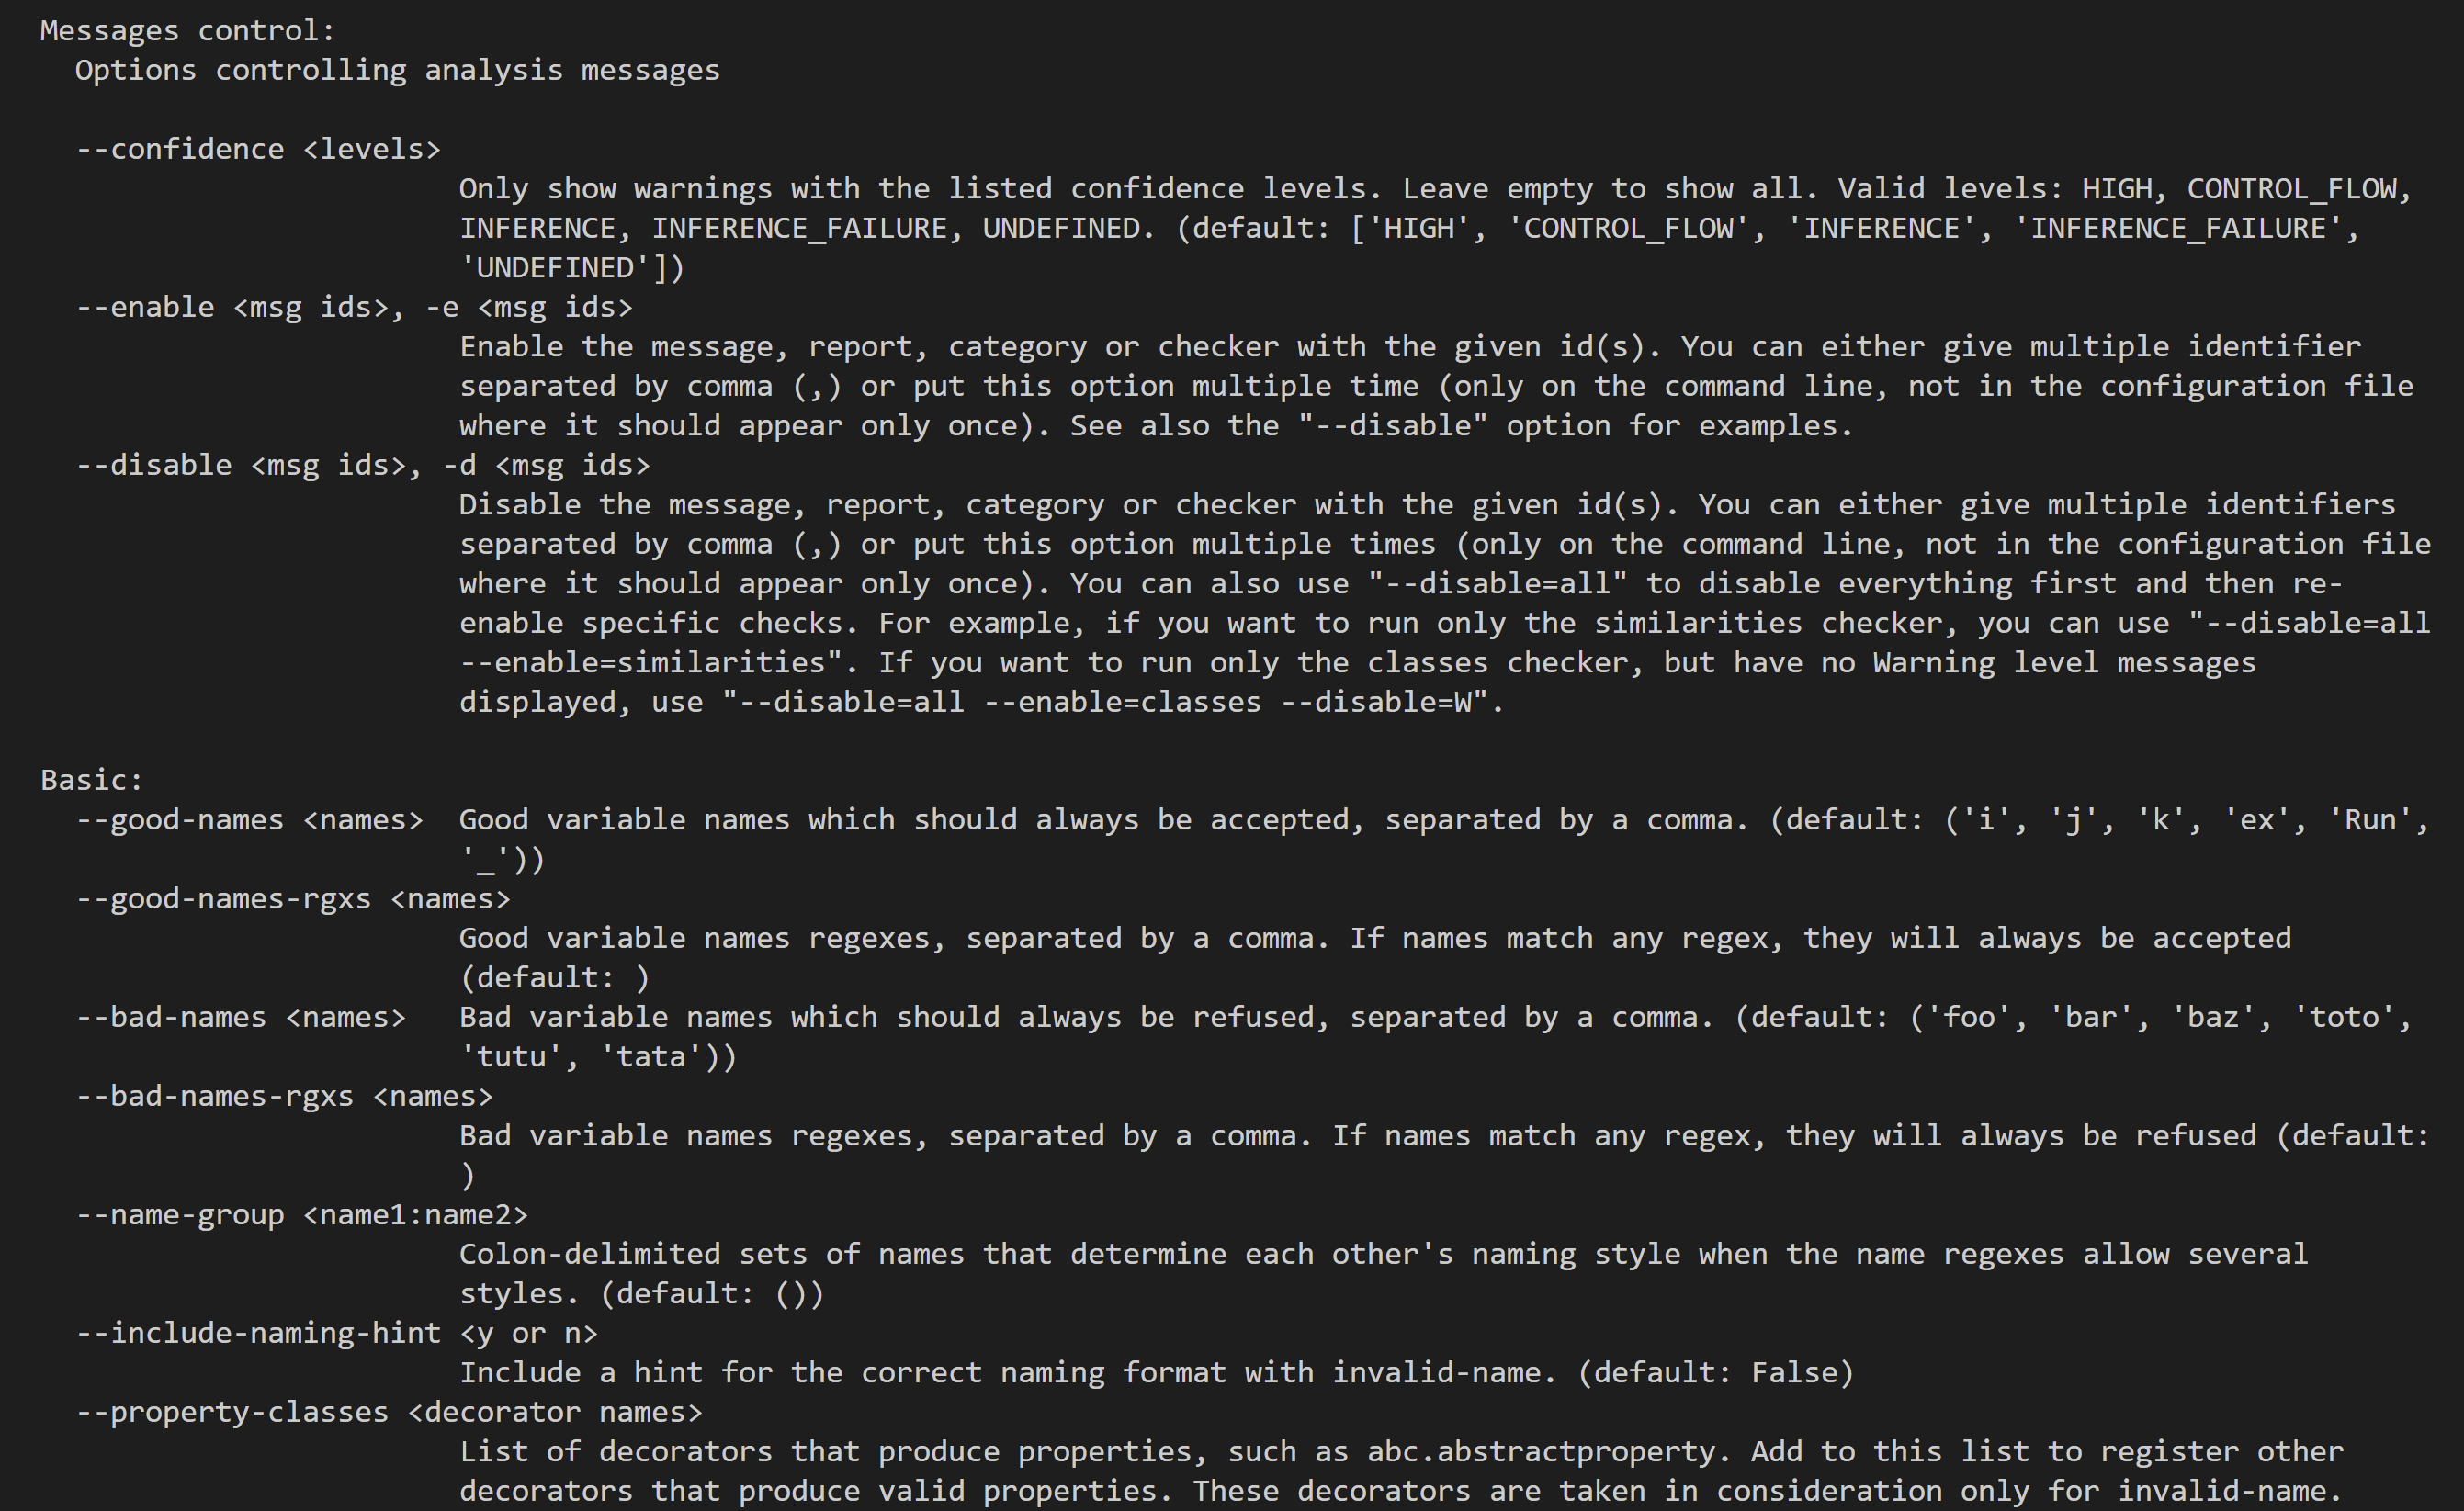 Messages control:
Options controlling analysis messages
--confidence <levels>
Only show warnings with the listed confidence levels. Leave empty to show all. Valid levels: HIGH, CONTROL_FLOW,
INFERENCE, INFERENCE_FAILURE, UNDEFINED. (default: ['HIGH', 'CONTROL_FLOW', 'INFERENCE', 'INFERENCE_FAILURE',
'UNDEFINED'])
--enable <msg ids>, -e <msg ids>
Enable the message, report, category or checker with the given id(s). You can either give multiple identifier
separated by comma (,) or put this option multiple time (only on the command line, not in the configuration file
where it should appear only once). See also the "--disable" option for examples.
--disable <msg ids>, -d <msg ids>
Disable the message, report, category or checker with the given id(s). You can either give multiple identifiers
separated by comma (,) or put this option multiple times (only on the command line, not in the configuration file
where it should appear only once). You can also use "--disable=all" to disable everything first and then re-
enable specific checks. For example, if you want to run only the similarities checker, you can use "--disable=all
--enable=similarities". If you want to run only the classes checker, but have no Warning level messages
displayed, use "--disable=all --enable=classes --disable=W".
Basic:
--good-names <names>  Good variable names which should always be accepted, separated by a comma. (default: ('i', 'j', 'k', 'ex', 'Run',
'_'))
--good-names-rgxs <names>
Good variable names regexes, separated by a comma. If names match any regex, they will always be accepted
(default: )
--bad-names <names>   Bad variable names which should always be refused, separated by a comma. (default: ('foo', 'bar', 'baz', 'toto',
'tutu', 'tata'))
--bad-names-rgxs <names>
Bad variable names regexes, separated by a comma. If names match any regex, they will always be refused (default:
)
--name-group <name1:name2>
Colon-delimited sets of names that determine each other's naming style when the name regexes allow several
styles. (default: ())
--include-naming-hint <y or n>
Include a hint for the correct naming format with invalid-name. (default: False)
--property-classes <decorator names>
List of decorators that produce properties, such as abc.abstractproperty. Add to this list to register other
decorators that produce valid properties. These decorators are taken in consideration only for invalid-name.